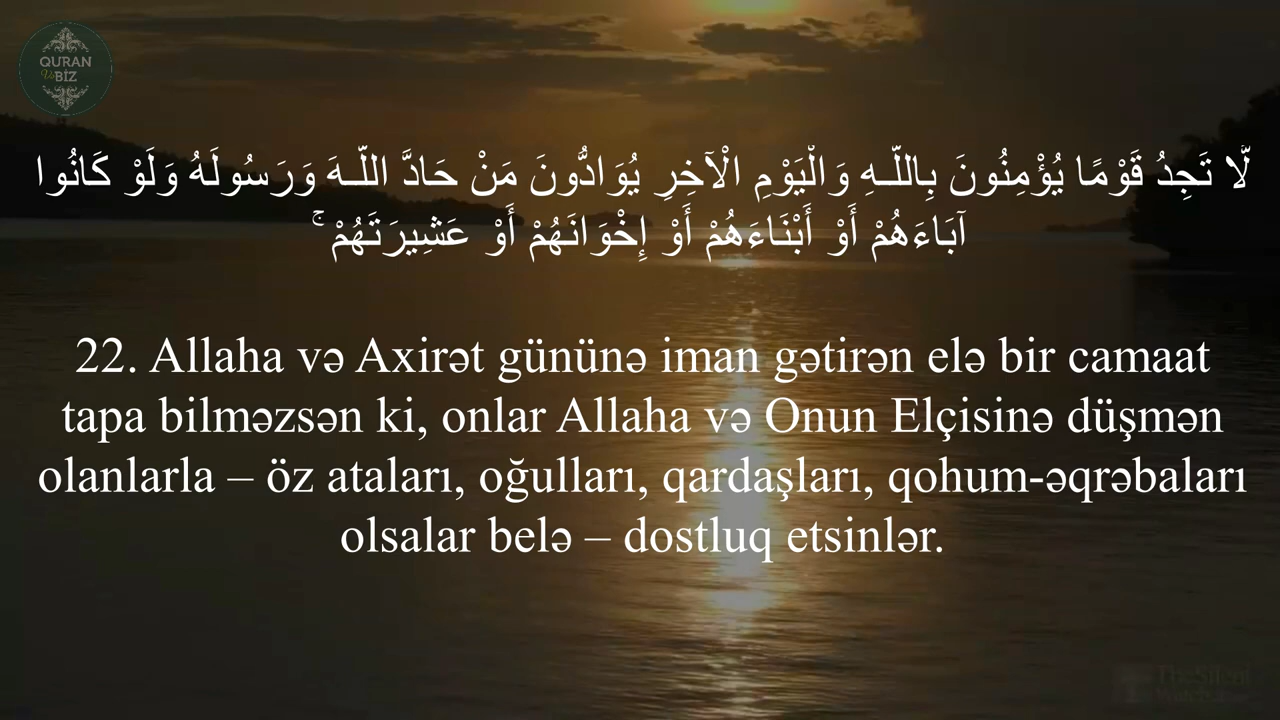 QURAN
Və
BİZ
لَّا تَجِدُ قَوْمًا يُؤْمِنُونَ بِاللَّـهِ وَالْيَوْمِ الْآخِرِ يُوَادُّونَ مَنْ حَادَّ اللَّـهَ وَرَسُولَهُ وَلَوْ كَانُوا
آبَاءَهُمْ أَوْ أَبْنَاءَهُمْ أَوْ إِخْوَانَهُمْ أَوْ عَشِيرَتَهُمْ ۚ
22. Allaha və Axirət gününə iman gətirən elə bir camaat
tapa bilməzsən ki, onlar Allaha və Onun Elçisinə düşmən
olanlarla – öz ataları, oğulları, qardaşları, qohum-əqrəbaları
olsalar belə – dostluq etsinlər.